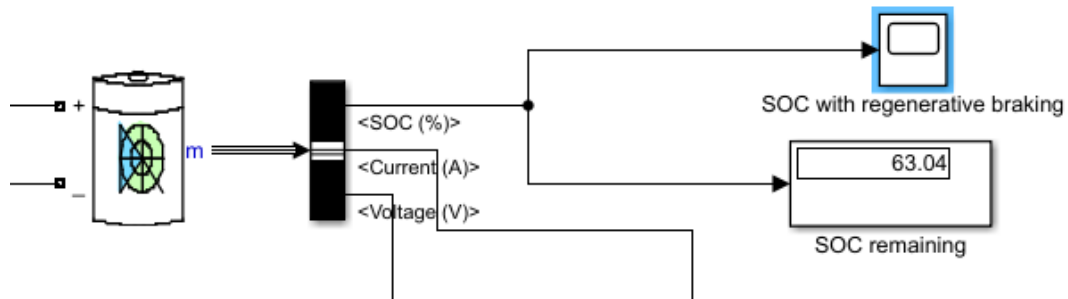 +
m
_
<SOC (%)>
<Current (A)>
<Voltage (V)>
SOC with regenerative braking
63.04
SOC remaining